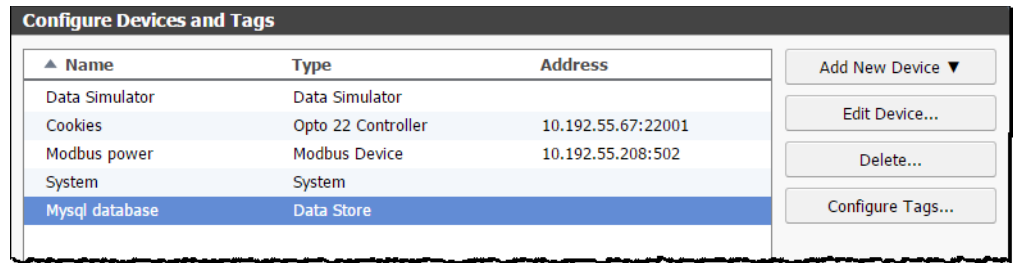 Configure Devices and Tags
▲ Name Type Address
Data Simulator Data Simulator
Cookies Opto 22 Controller 10.192.55.67:22001
Modbus power Modbus Device 10.192.55.208:502
System System
Mysql database Data Store
Add New Device ▼
Edit Device...
Delete...
Configure Tags...